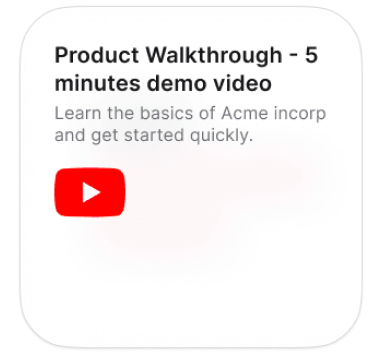 Product Walkthrough - 5
minutes demo video
Learn the basics of Acme incorp
and get started quickly.